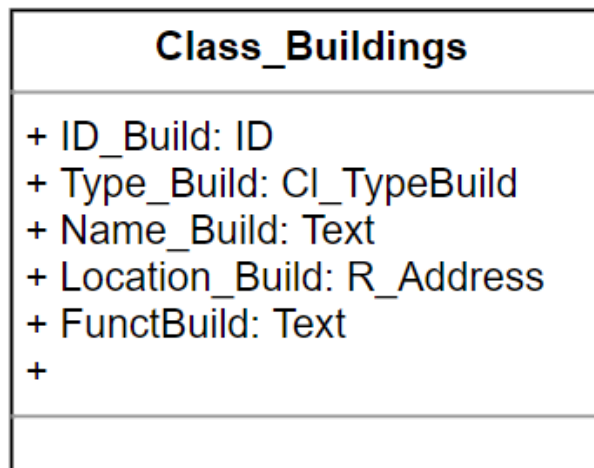 Class_Buildings
+ ID_Build: ID
+ Type_Build: Cl_TypeBuild
+ Name_Build: Text
+ Location_Build: R_Address
+ FunctBuild: Text
+